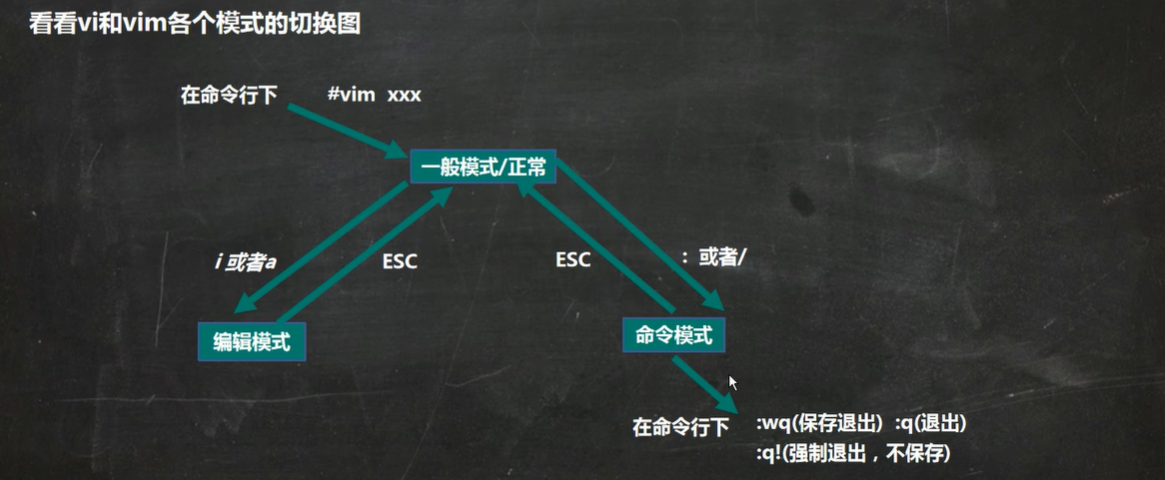 看看vi和vim各个模式的切换图
在命令行下 #vim xxx
一般模式/正常
i 或者a
ESC
ESC
: 或者/
编辑模式
命令模式
在命令行下 :wq(保存退出) :q(退出)
:q!(强制退出，不保存)